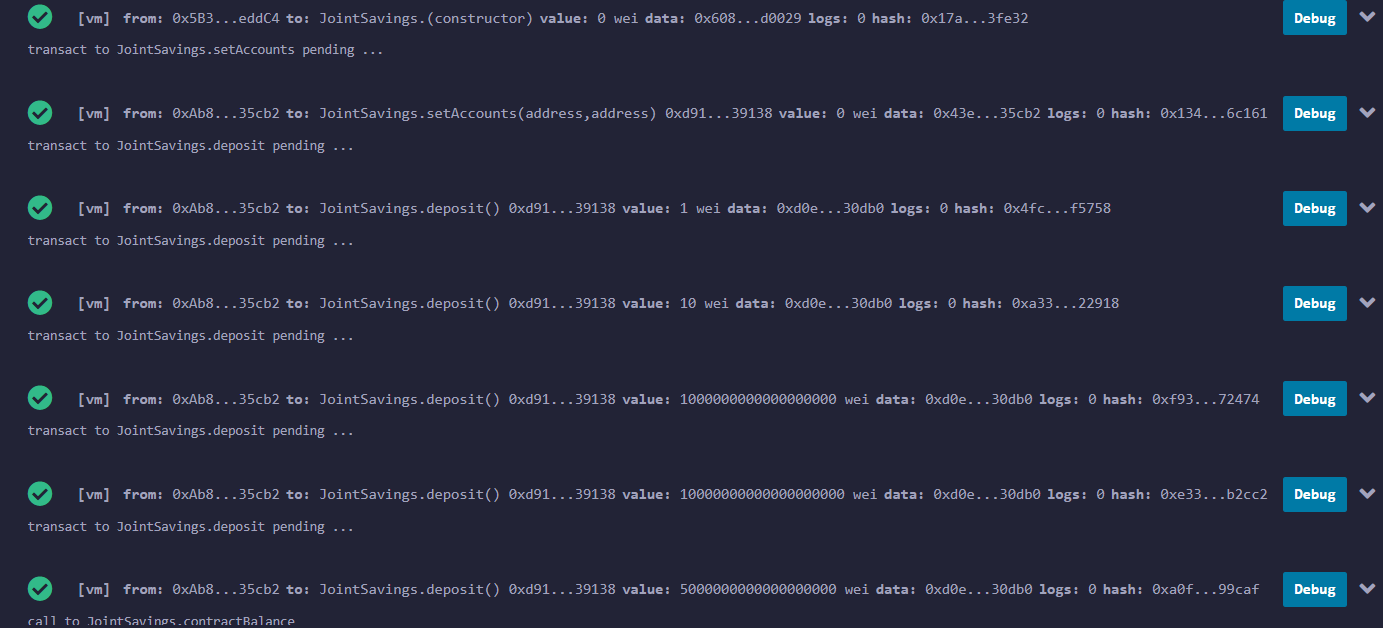 [vm] from: 0x5B3...eddC4 to: JointSavings.(constructor) value: 0 wei data: 0x608...d0029 logs: 0 hash: 0x17a...3fe32 Debug
transact to JointSavings.setAccounts pending ...
[vm] from: 0xAb8...35cb2 to: JointSavings.setAccounts(address,address) 0xd91...39138 value: 0 wei data: 0x43e...35cb2 logs: 0 hash: 0x134...6c161 Debug
transact to JointSavings.deposit pending ...
[vm] from: 0xAb8...35cb2 to: JointSavings.deposit() 0xd91...39138 value: 1 wei data: 0xd0e...30db0 logs: 0 hash: 0x4fc...f5758 Debug
transact to JointSavings.deposit pending ...
[vm] from: 0xAb8...35cb2 to: JointSavings.deposit() 0xd91...39138 value: 10 wei data: 0xd0e...30db0 logs: 0 hash: 0xa33...22918 Debug
transact to JointSavings.deposit pending ...
[vm] from: 0xAb8...35cb2 to: JointSavings.deposit() 0xd91...39138 value: 1000000000000000000 wei data: 0xd0e...30db0 logs: 0 hash: 0xf93...72474 Debug
transact to JointSavings.deposit pending ...
[vm] from: 0xAb8...35cb2 to: JointSavings.deposit() 0xd91...39138 value: 10000000000000000000 wei data: 0xd0e...30db0 logs: 0 hash: 0xe33...b2cc2 Debug
transact to JointSavings.deposit pending ...
[vm] from: 0xAb8...35cb2 to: JointSavings.deposit() 0xd91...39138 value: 5000000000000000000 wei data: 0xd0e...30db0 logs: 0 hash: 0xa0f...99caf Debug
call to JointSavings.contractBalance